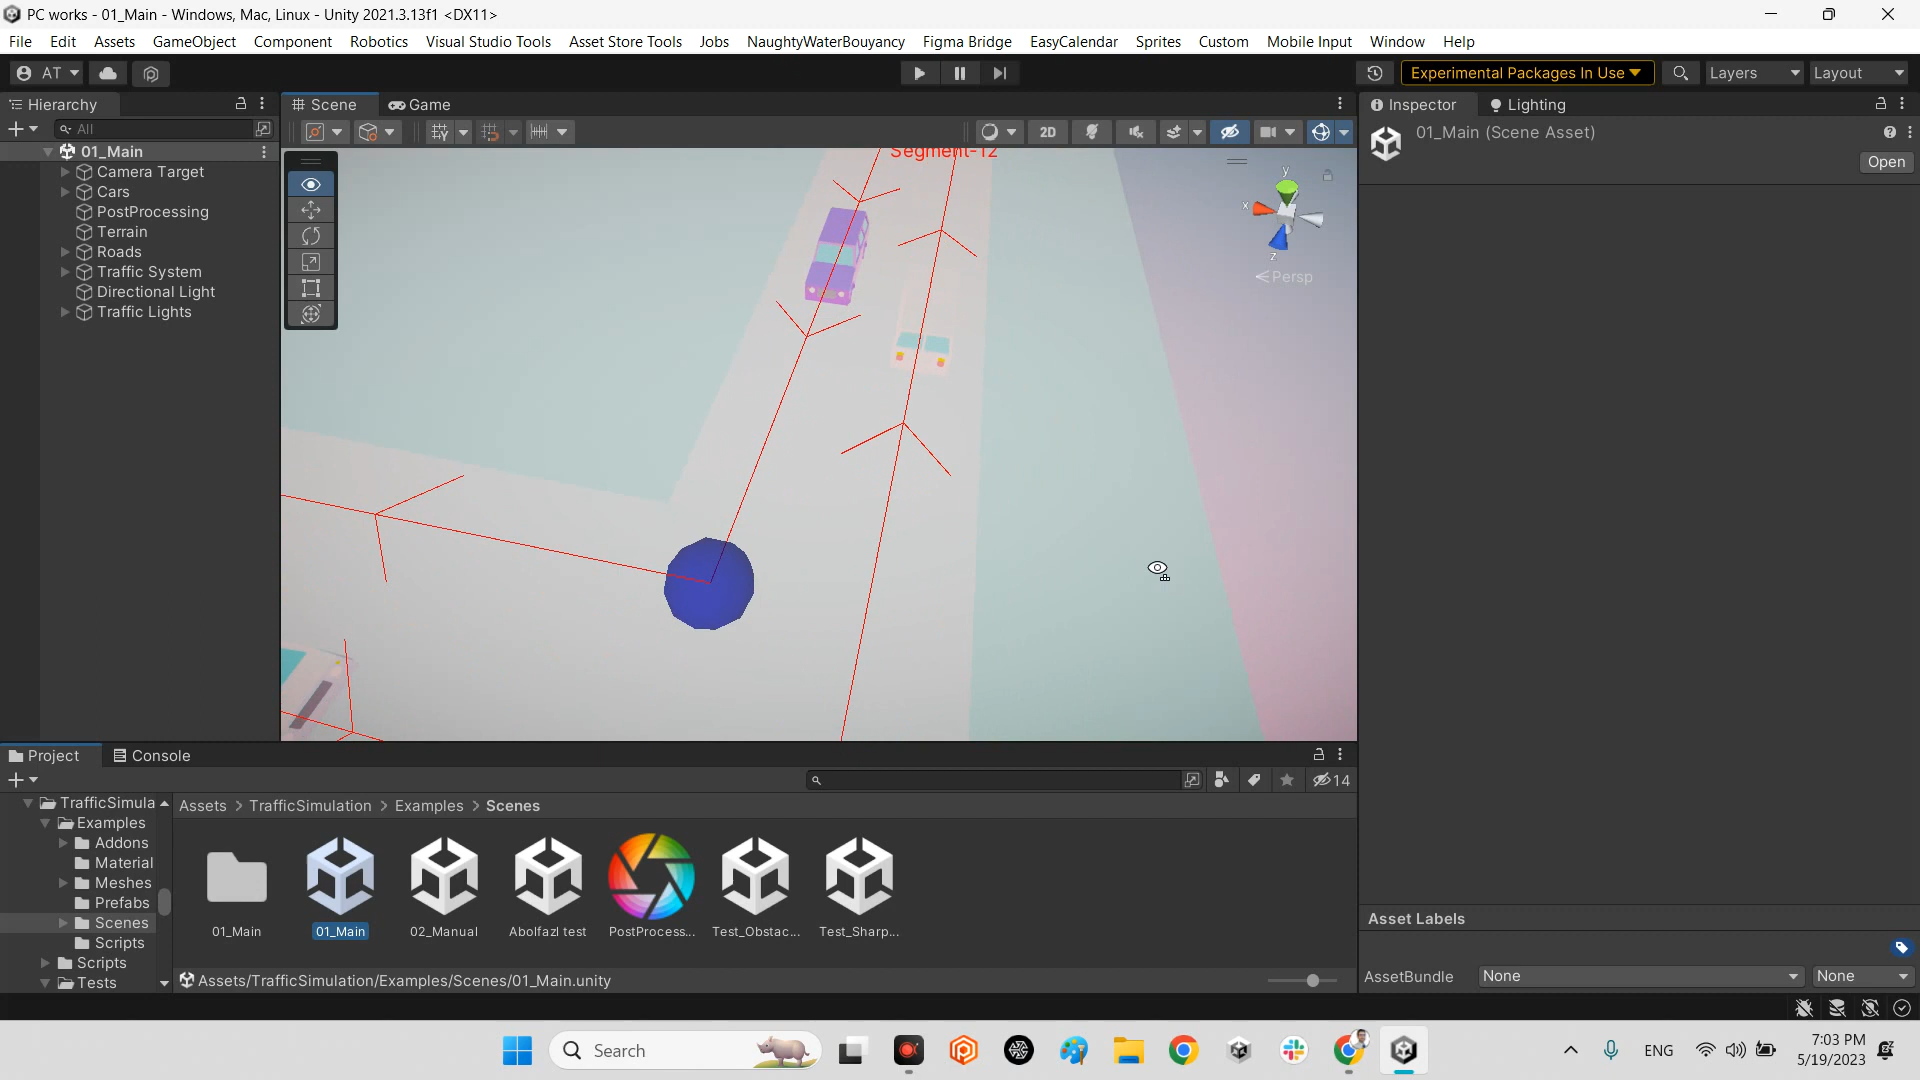 PC works - 01_Main - Windows, Mac, Linux - Unity 2021.3.13f1 <DX11>
File Edit Assets GameObject Component Robotics Visual Studio Tools Asset Store Tools Jobs NaughtyWaterBouyancy Figma Bridge EasyCalendar Sprites Custom Mobile Input Window Help
AT Experimental Packages In Use Layers Layout
Hierarchy Scene Game Inspector Lighting
All 2D
01_Main (Scene Asset)
Open
01_Main
Camera Target
Cars
PostProcessing
Terrain
Roads
Traffic System
Directional Light
Traffic Lights
Segment-12
y
x
z
Persp
Project Console
14
TrafficSimula
Examples
Addons
Material
Meshes
Prefabs
Scenes
Scripts
Scripts
Tests
Assets > TrafficSimulation > Examples > Scenes
01_Main 01_Main 02_Manual Abolfazl test PostProcess... Test_Obstac... Test_Sharp...
Assets/TrafficSimulation/Examples/Scenes/01_Main.unity
Asset Labels
AssetBundle None None
Search
ENG
7:03 PM
5/19/2023